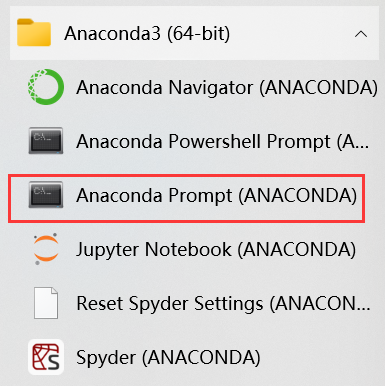 Anaconda3 (64-bit)
Anaconda Navigator (ANACONDA)
Anaconda Powershell Prompt (A...
Anaconda Prompt (ANACONDA)
Jupyter Notebook (ANACONDA)
Reset Spyder Settings (ANACON...
Spyder (ANACONDA)